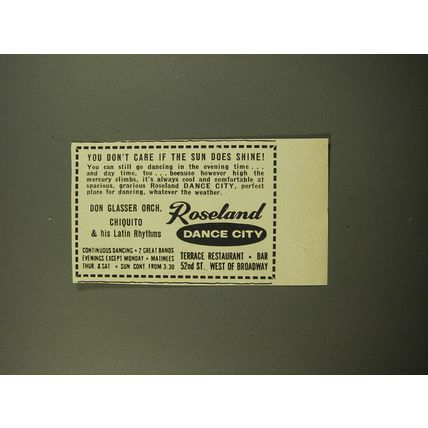 YOU DON'T CARE IF THE SUN DOES SHINE!
You can still go dancing in the evening time . . .
and day time, too . . . because however high the
mercury climbs, it's always cool and comfortable at
spacious, gracious Roseland DANCE CITY, perfect
place for dancing, whatever the weather.
DON GLASSER ORCH.
CHIQUITO
& his Latin Rhythms
Roseland
DANCE CITY
CONTINUOUS DANCING • 2 GREAT BANDS
EVENINGS EXCEPT MONDAY • MATINEES
THUR. & SAT • SUN CONT FROM 3:30
TERRACE RESTAURANT • BAR
52nd ST. WEST OF BROADWAY